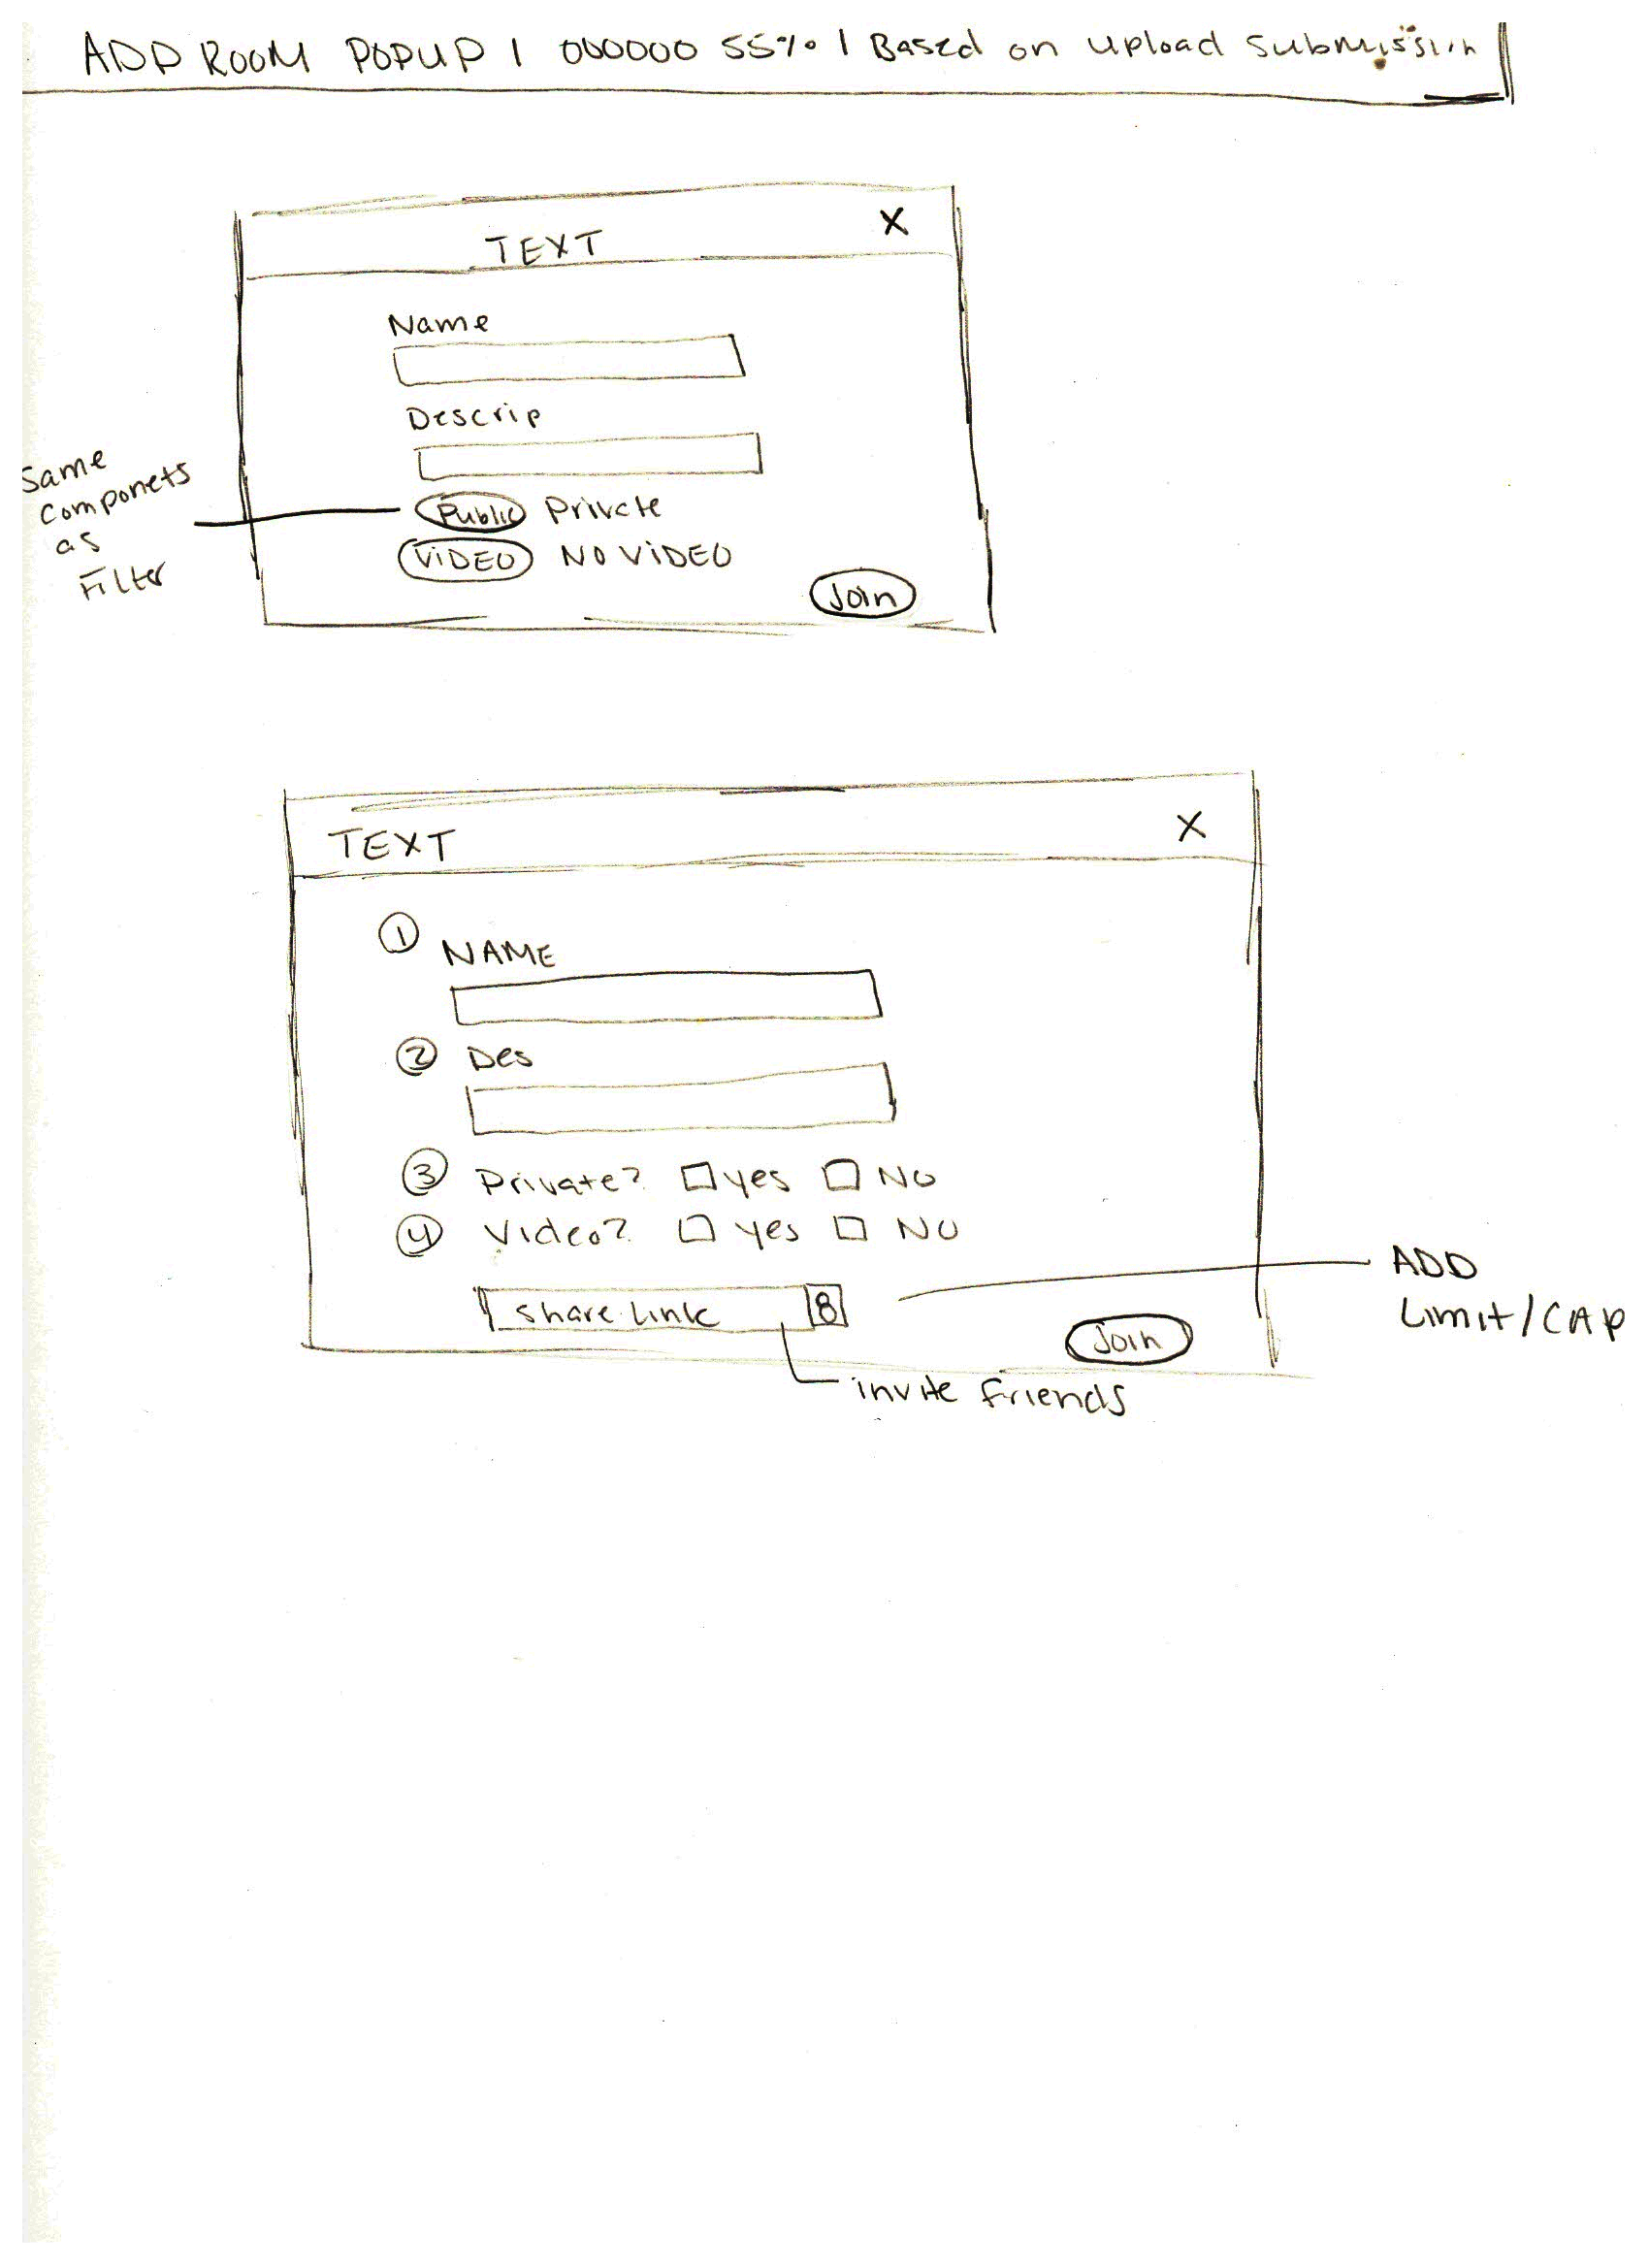 ADD ROOM POPUP | 000000 55% | Based on upload submission
TEXT X
Name
Descrip
Same
componets
as
Filter
Public Private
VIDEO NO VIDEO
Join
TEXT X
1 NAME
2 Des
3 Private? yes No
4 Video? yes No
ADD
Limit/CAP
share link 8
Join
invite friends